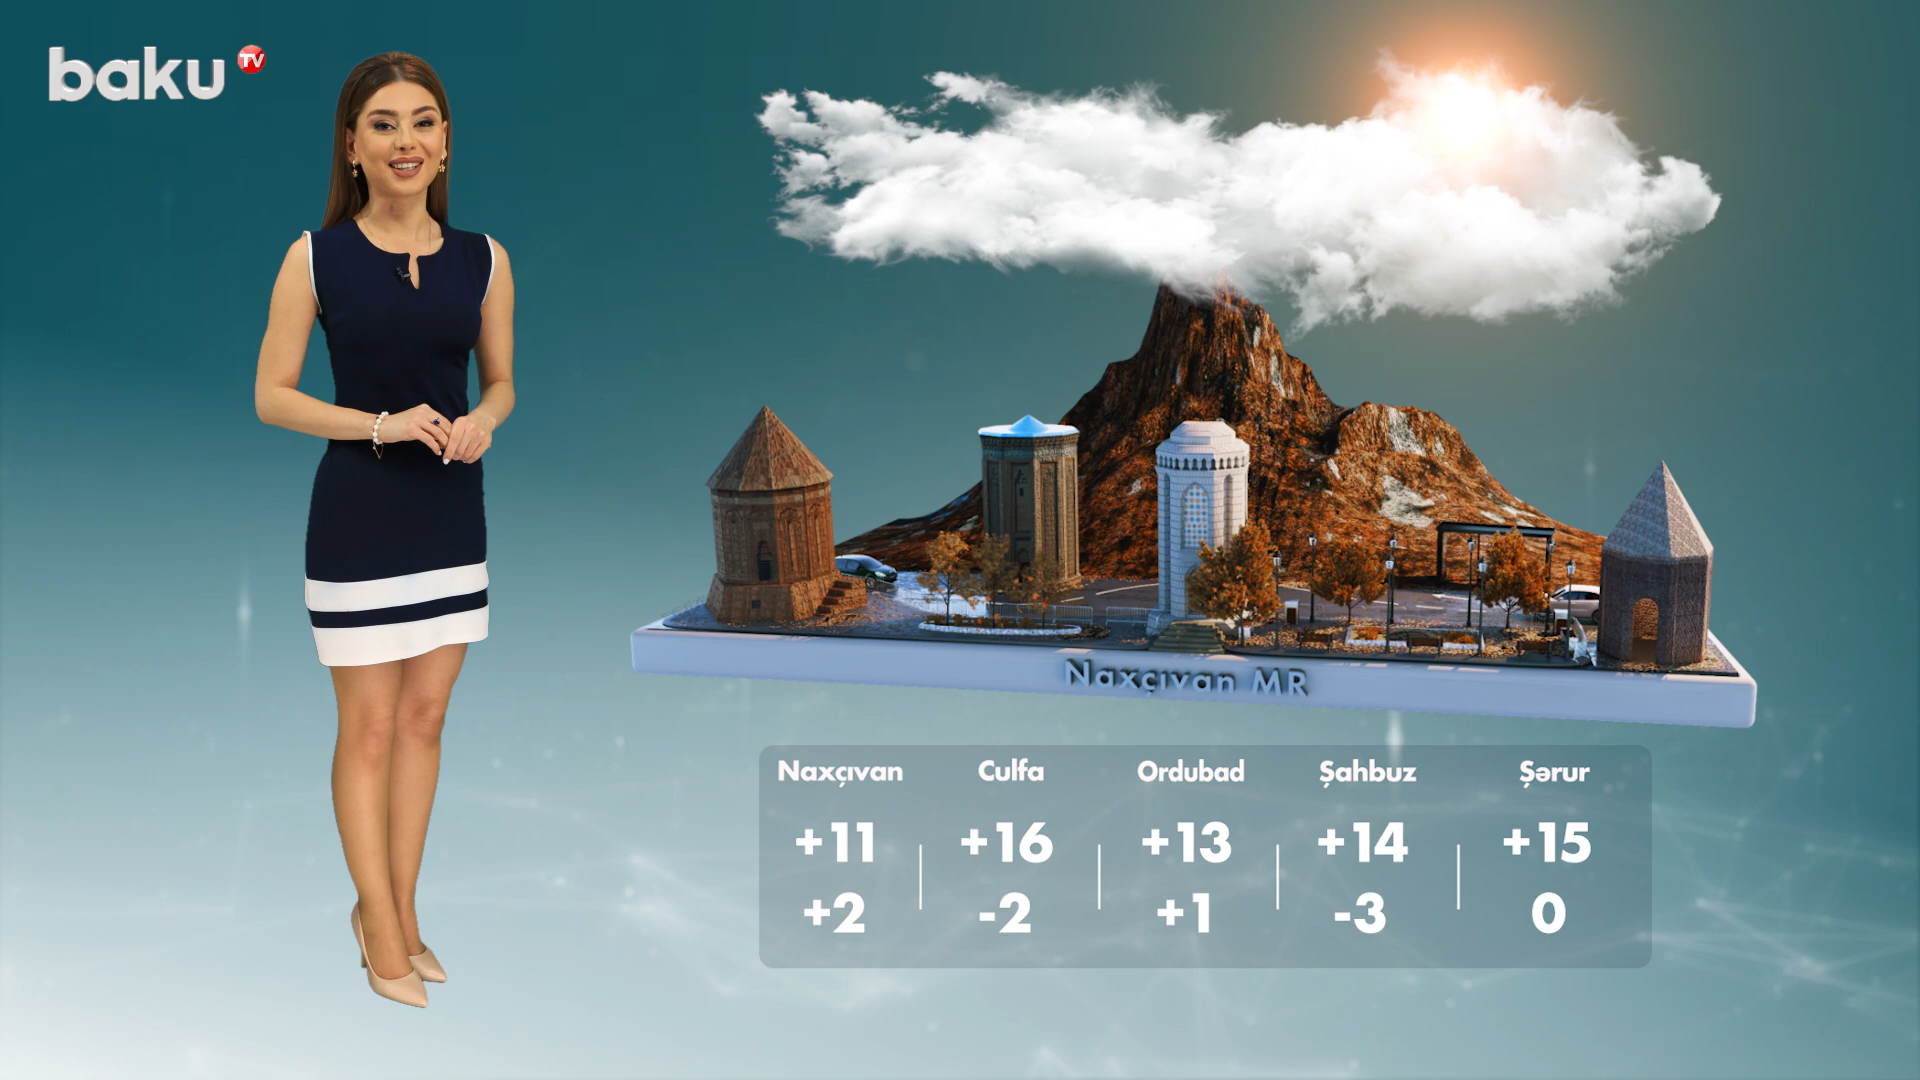 baku TV
Naxçıvan MR
Naxçıvan Culfa Ordubad Şahbuz Şərur
+11 +16 +13 +14 +15
+2 -2 +1 -3 0